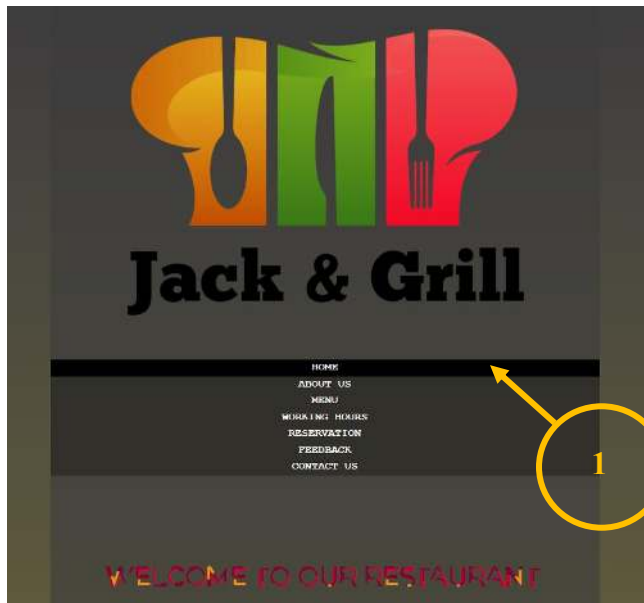 Jack & Grill
HOME
ABOUT US
MENU
WORKING HOURS
RESERVATION
FEEDBACK
CONTACT US
1
WELCOME TO OUR RESTAURANT